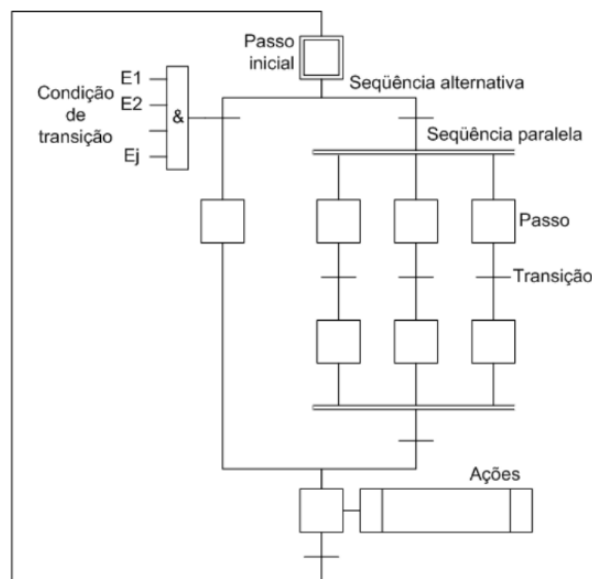 Passo
inicial
Seqüência alternativa
Condição
de
transição
E1
E2
Ej
&
Seqüência paralela
Passo
Transição
Ações